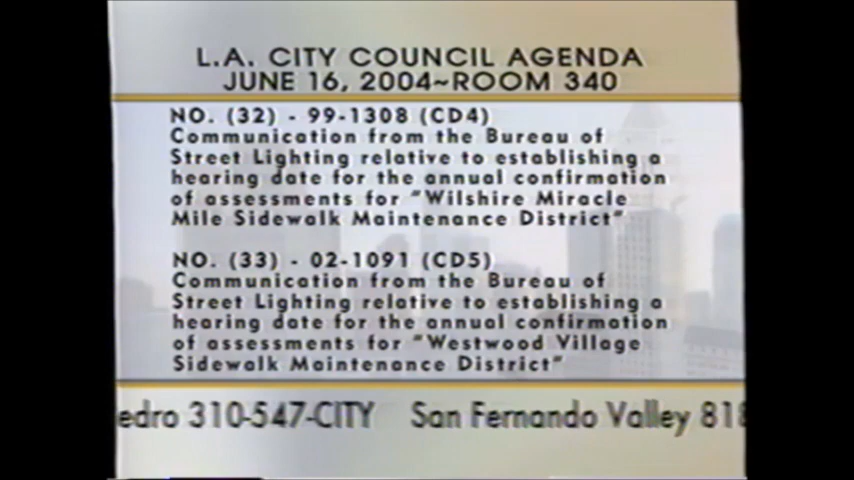 L.A. CITY COUNCIL AGENDA
JUNE 16, 2004~ROOM 340
NO. (32) - 99-1308 (CD4)
Communication from the Bureau of
Street Lighting relative to establishing a
hearing date for the annual confirmation
of assessments for "Wilshire Miracle
Mile Sidewalk Maintenance District"
NO. (33) - 02-1091 (CD5)
Communication from the Bureau of
Street Lighting relative to establishing a
hearing date for the annual confirmation
of assessments for "Westwood Village
Sidewalk Maintenance District"
edro 310-547-CITY San Fernando Valley 818